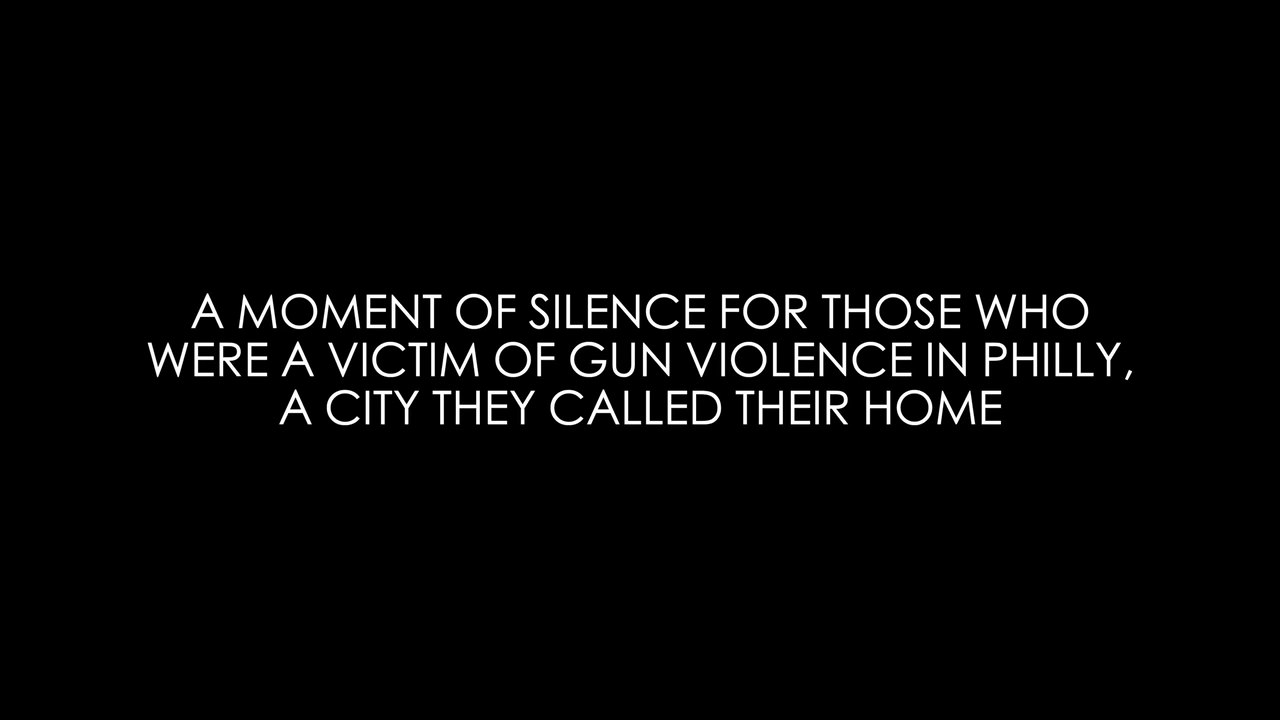 A MOMENT OF SILENCE FOR THOSE WHO
WERE A VICTIM OF GUN VIOLENCE IN PHILLY,
A CITY THEY CALLED THEIR HOME